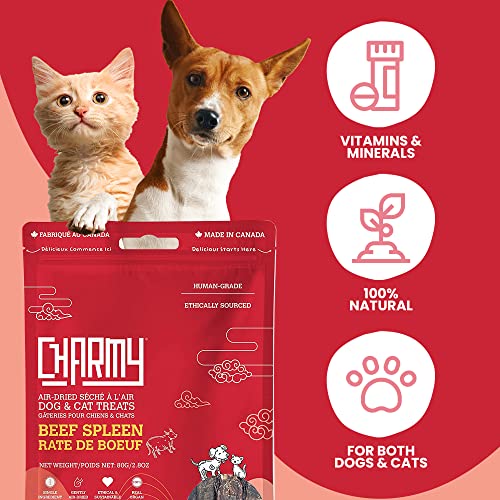 FABRIQUÉ AU CANADA
MADE IN CANADA
Délicieux Commence Ici
Delicious Starts Here
HUMAN-GRADE
ETHICALLY SOURCED
CHARMY
AIR-DRIED SÉCHÉ À L'AIR
DOG & CAT TREATS
GÂTERIES POUR CHIENS & CHATS
BEEF SPLEEN
RATE DE BOEUF
NET WEIGHT/POIDS NET: 80G/2.8OZ
SINGLE
INGREDIENT
GENTLY
AIR-DRIED
ETHICAL &
SUSTAINABLE
REAL
VITAMINS &
MINERALS
100%
NATURAL
FOR BOTH
DOGS & CATS